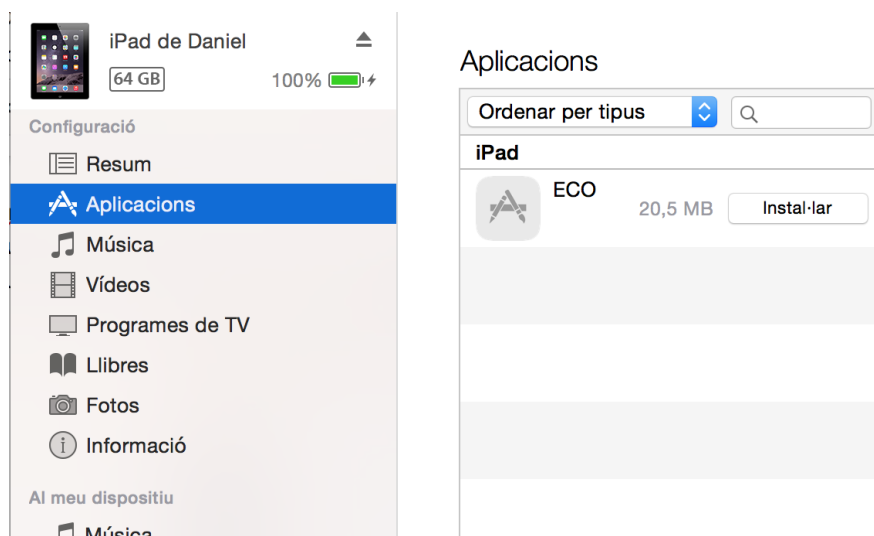 iPad de Daniel
64 GB
100%
Configuració
Resum
Aplicacions
Música
Vídeos
Programes de TV
Llibres
Fotos
Informació
Al meu dispositiu
Música
Aplicacions
Ordenar per tipus
iPad
ECO
20,5 MB
Instal·lar